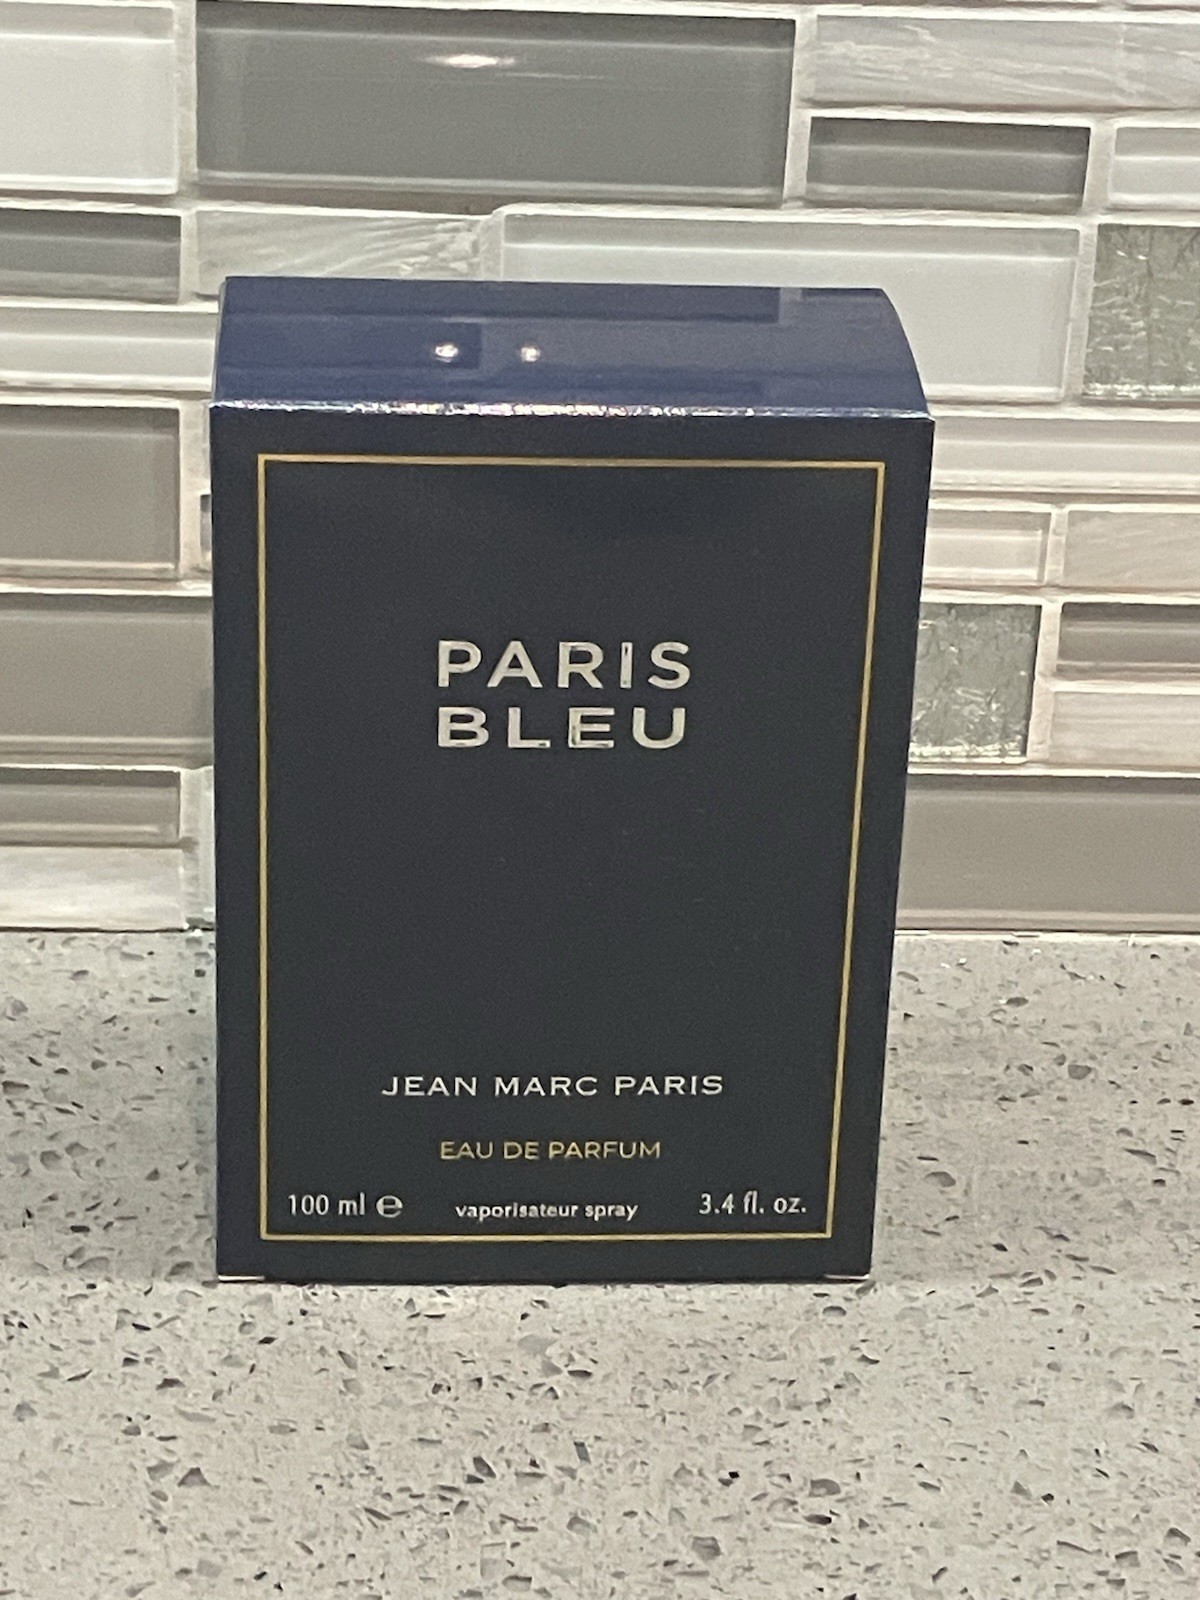 PARIS
BLEU
JEAN MARC PARIS
EAU DE PARFUM
100 ml ℮ vaporisateur spray 3.4 fl. oz.